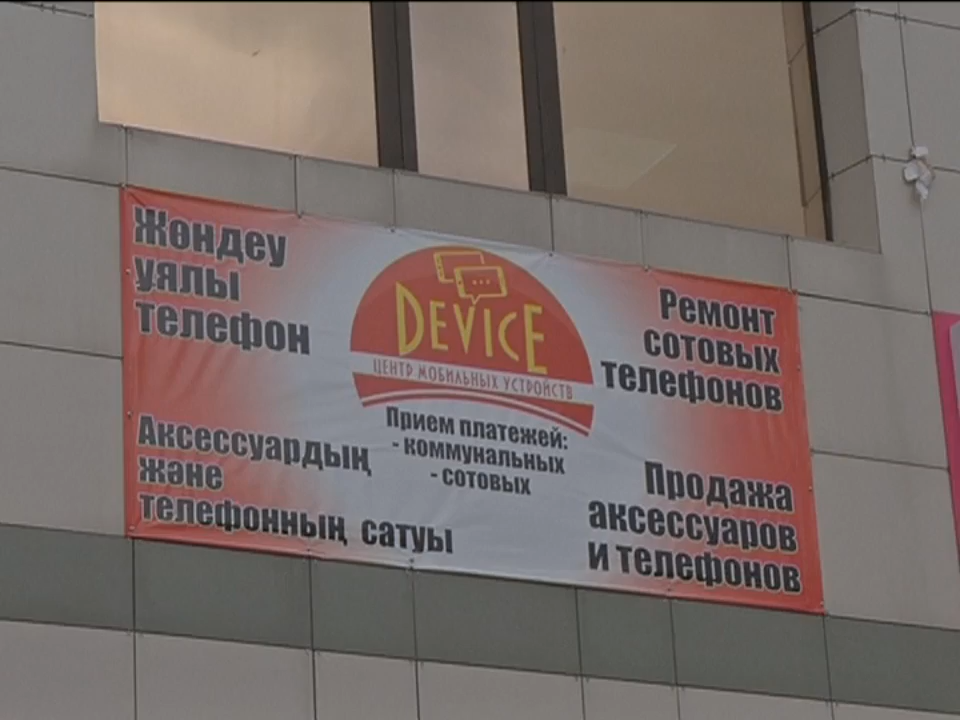 Жөндеу
уялы
телефон
Аксессуардың
және
телефонның сатуы
DEVICE
ЦЕНТР МОБИЛЬНЫХ УСТРОЙСТВ
Прием платежей:
- коммунальных
- сотовых
Ремонт
сотовых
телефонов
Продажа
аксессуаров
и телефонов